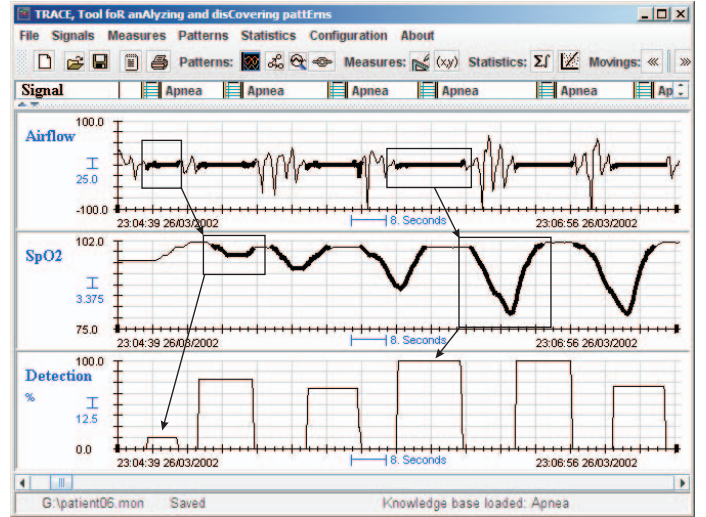 TRACE, Tool foR anAlyzing and disCovering pattErns
File Signals Measures Patterns Statistics Configuration About
Patterns: Measures: (x,y) Statistics: Σ∫ Movings: « »
Signal Apnea Apnea Apnea Apnea Apnea Ap
Airflow
100.0
25.0
-100.0
23:04:39 26/03/2002 8. Seconds 23:06:56 26/03/2002
SpO2
102.0
3.375
75.0
23:04:39 26/03/2002 8. Seconds 23:06:56 26/03/2002
Detection
100.0
%
12.5
0.0
23:04:39 26/03/2002 8. Seconds 23:06:56 26/03/2002
G:\patient06.mon Saved Knowledge base loaded: Apnea